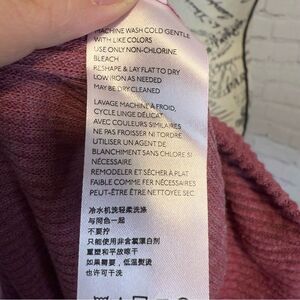 MACHINE WASH COLD GENTLE
WITH LIKE COLORS
USE ONLY NON-CHLORINE
BLEACH
RESHAPE & LAY FLAT TO DRY
LOW IRON AS NEEDED
MAY BE DRY CLEANED
LAVAGE MACHINE À FROID,
CYCLE LINGE DÉLICAT
AVEC COULEURS SIMILAIRES
NE PAS FROISSER NI TORDRE
UTILISER UN AGENT DE
BLANCHIMENT SANS CHLORE SI
NÉCESSAIRE
REMODELER ET SÉCHER À PLAT
FAIBLE COMME FER NÉCESSAIRES
PEUT-ÊTRE ÊTRE NETTOYÉE SEC
冷水机洗轻柔洗涤
与同色一起
不要拧
只能使用非含氯漂白剂
重塑和平放晾干
如果需要，低温熨烫
也许可干洗